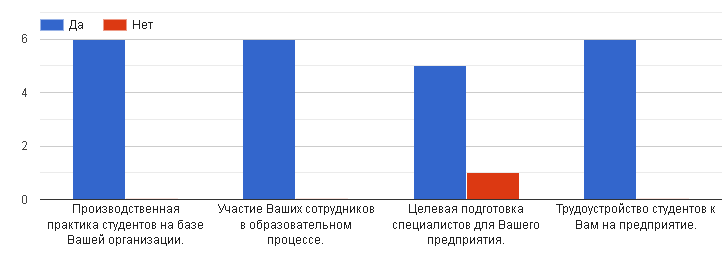 Да Нет
6
4
2
0
Производственная
практика студентов на базе
Вашей организации.
Участие Ваших сотрудников
в образовательном
процессе.
Целевая подготовка
специалистов для Вашего
предприятия.
Трудоустройство студентов к
Вам на предприятие.